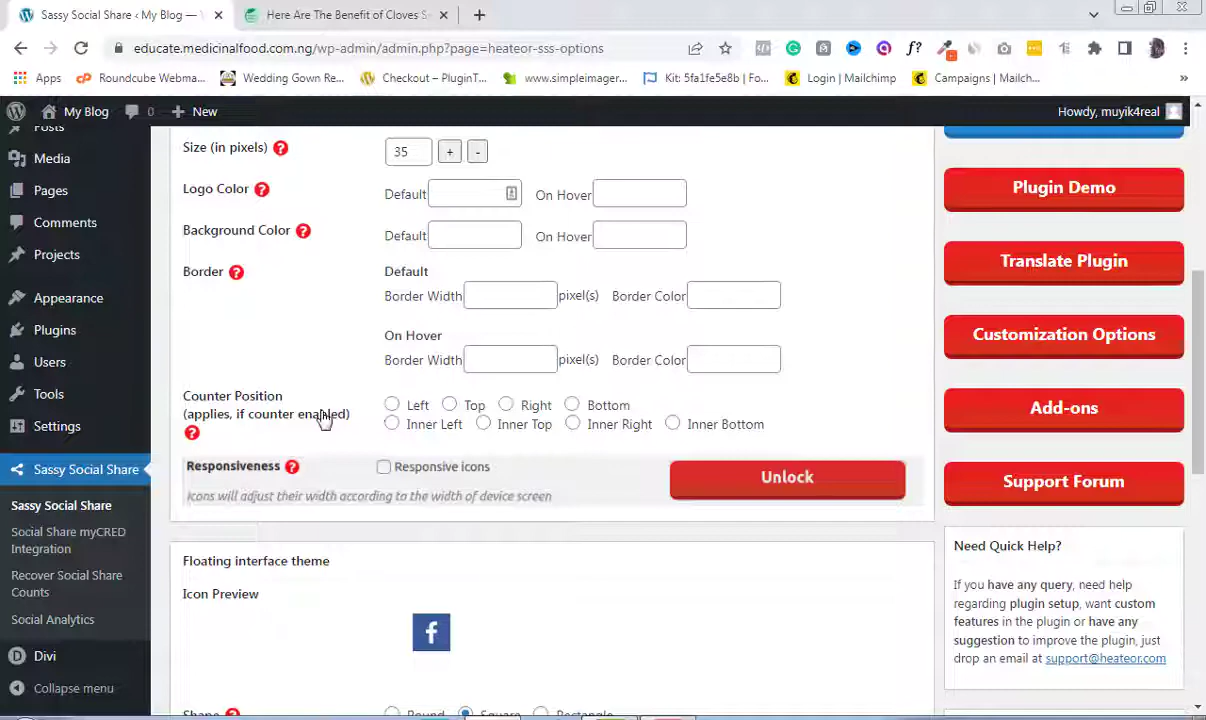 Sassy Social Share ‹ My Blog —
Here Are The Benefit of Cloves S
educate.medicinalfood.com.ng/wp-admin/admin.php?page=heateor-sss-options
Apps
Roundcube Webma...
Wedding Gown Re...
Checkout – PluginT...
www.simpleimager...
Kit: 5fa1fe5e8b | Fo...
Login | Mailchimp
Campaigns | Mailch...
»
My Blog
0
New
Howdy, muyik4real
Posts
Media
Pages
Comments
Projects
Appearance
Plugins
Users
Tools
Settings
Sassy Social Share
Sassy Social Share
Social Share myCRED
Integration
Recover Social Share
Counts
Social Analytics
Divi
Collapse menu
Size (in pixels) ?
35 + -
Logo Color ?
Default On Hover
Background Color ?
Default On Hover
Border ?
Default
Border Width pixel(s) Border Color
On Hover
Border Width pixel(s) Border Color
Counter Position
(applies, if counter enabled)
?
Left Top Right Bottom
Inner Left Inner Top Inner Right Inner Bottom
Responsiveness ?
Responsive icons
Unlock
Icons will adjust their width according to the width of device screen
Floating interface theme
Icon Preview
f
Shape ?
Round Square Rectangle
Plugin Demo
Translate Plugin
Customization Options
Add-ons
Support Forum
Need Quick Help?
If you have any query, need help
regarding plugin setup, want custom
features in the plugin or have any
suggestion to improve the plugin, just
drop an email at support@heateor.com